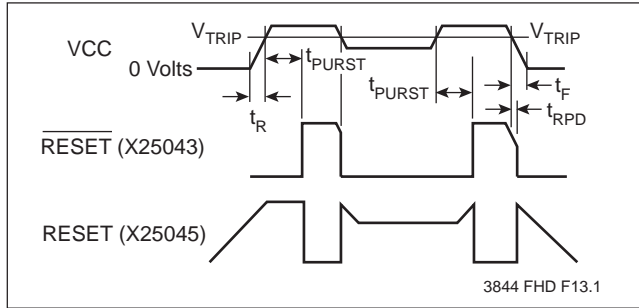 V_TRIP V_TRIP
VCC
0 Volts
t_PURST
t_PURST
t_F
t_R
t_RPD
RESET (X25043)
RESET (X25045)
3844 FHD F13.1